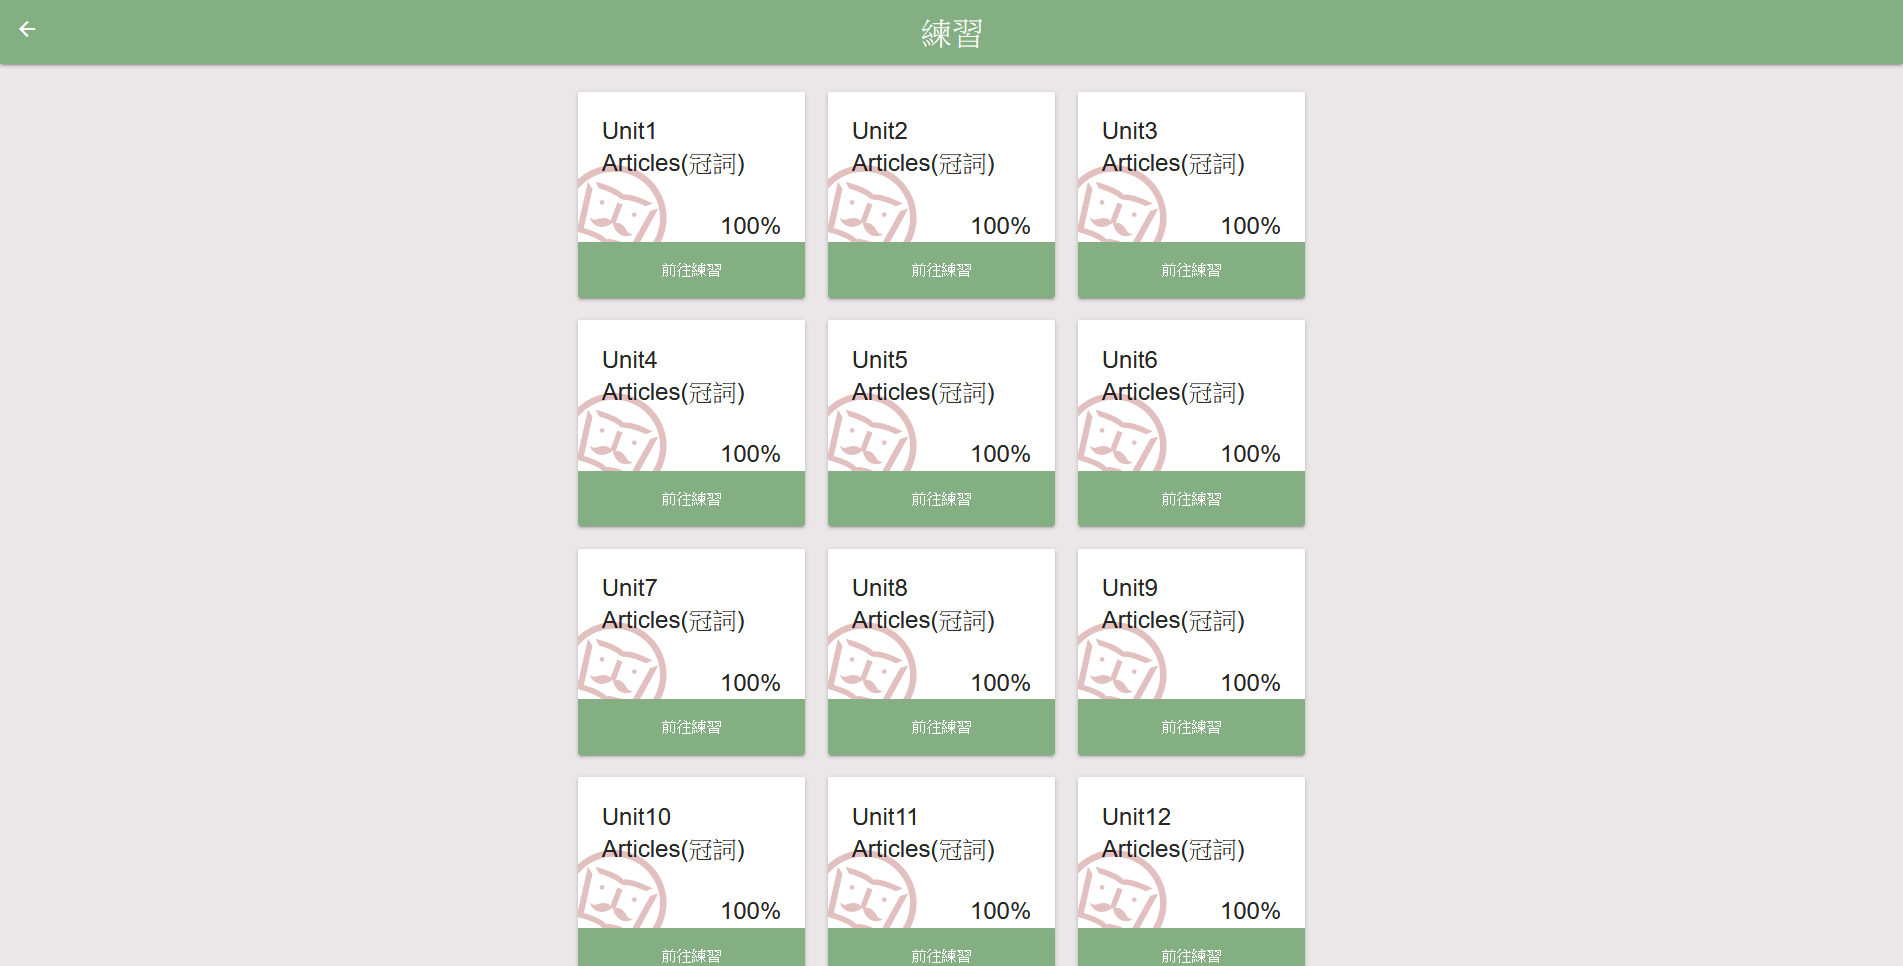 練習
Unit1
Articles(冠詞)
100%
前往練習
Unit2
Articles(冠詞)
100%
前往練習
Unit3
Articles(冠詞)
100%
前往練習
Unit4
Articles(冠詞)
100%
前往練習
Unit5
Articles(冠詞)
100%
前往練習
Unit6
Articles(冠詞)
100%
前往練習
Unit7
Articles(冠詞)
100%
前往練習
Unit8
Articles(冠詞)
100%
前往練習
Unit9
Articles(冠詞)
100%
前往練習
Unit10
Articles(冠詞)
100%
前往練習
Unit11
Articles(冠詞)
100%
前往練習
Unit12
Articles(冠詞)
100%
前往練習